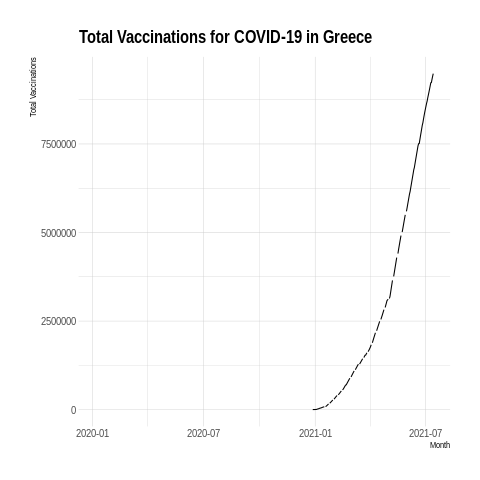 Total Vaccinations for COVID-19 in Greece
Total Vaccinations
7500000
5000000
2500000
0
2020-01 2020-07 2021-01 2021-07
Month